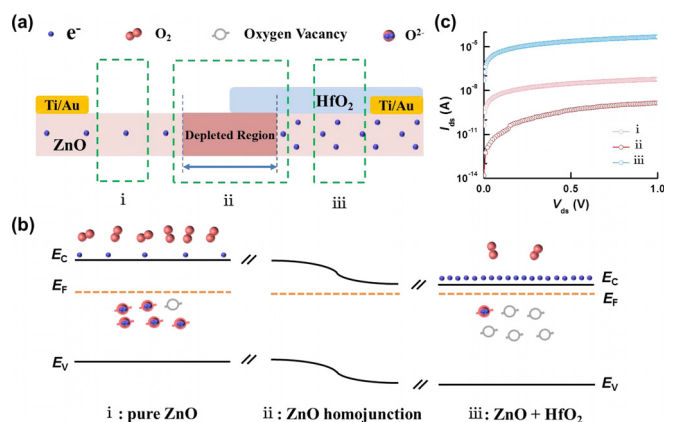 (a)
e⁻
O₂
Oxygen Vacancy
O²⁻
Ti/Au
HfO₂
Ti/Au
ZnO
Depleted Region
i
ii
iii
(c)
10⁻⁵
10⁻⁸
10⁻¹¹
10⁻¹⁴
I_ds (A)
i
ii
iii
0.0
0.5
1.0
V_ds (V)
(b)
E_C
E_F
E_V
E_C
E_F
E_V
i : pure ZnO
ii : ZnO homojunction
iii : ZnO + HfO₂